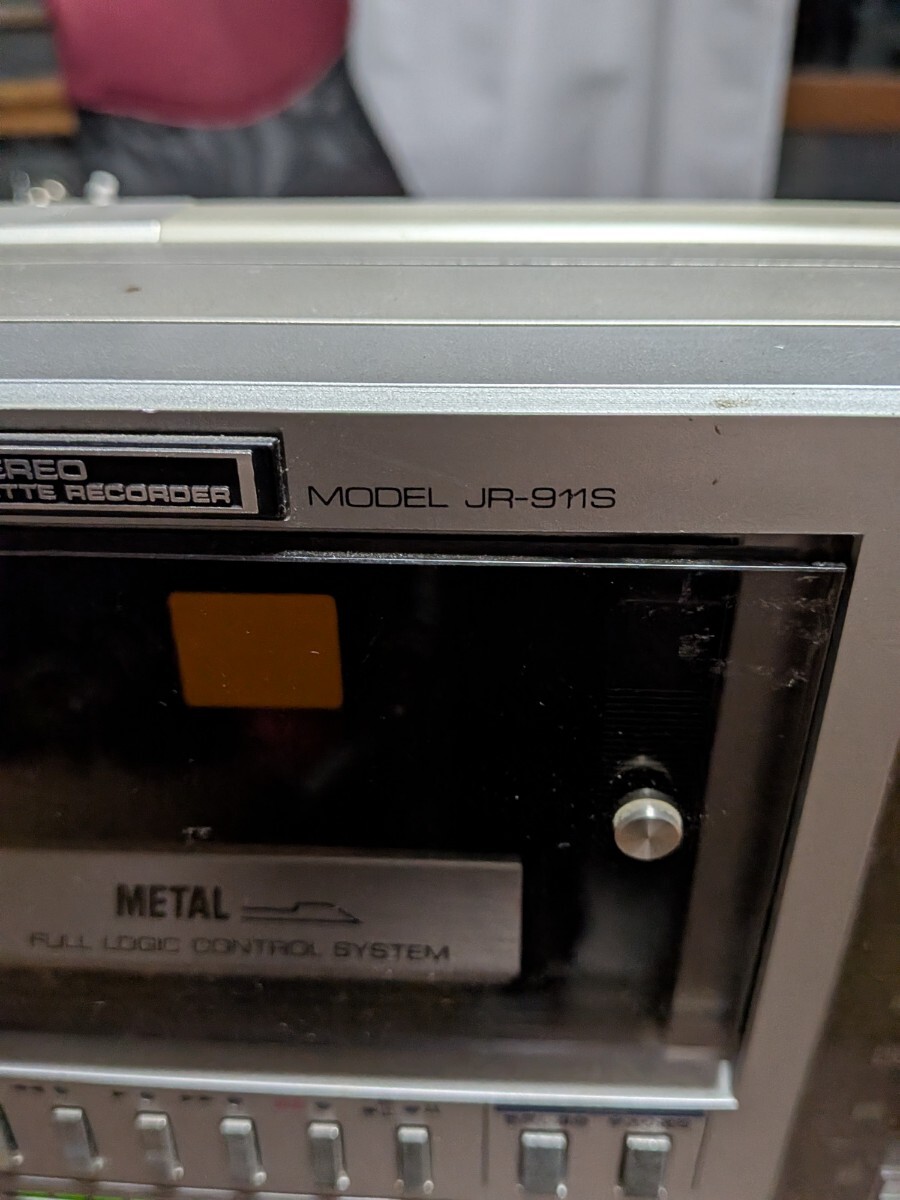 EREO
TTE RECORDER
MODEL JR-911S
METAL
FULL LOGIC CONTROL SYSTEM